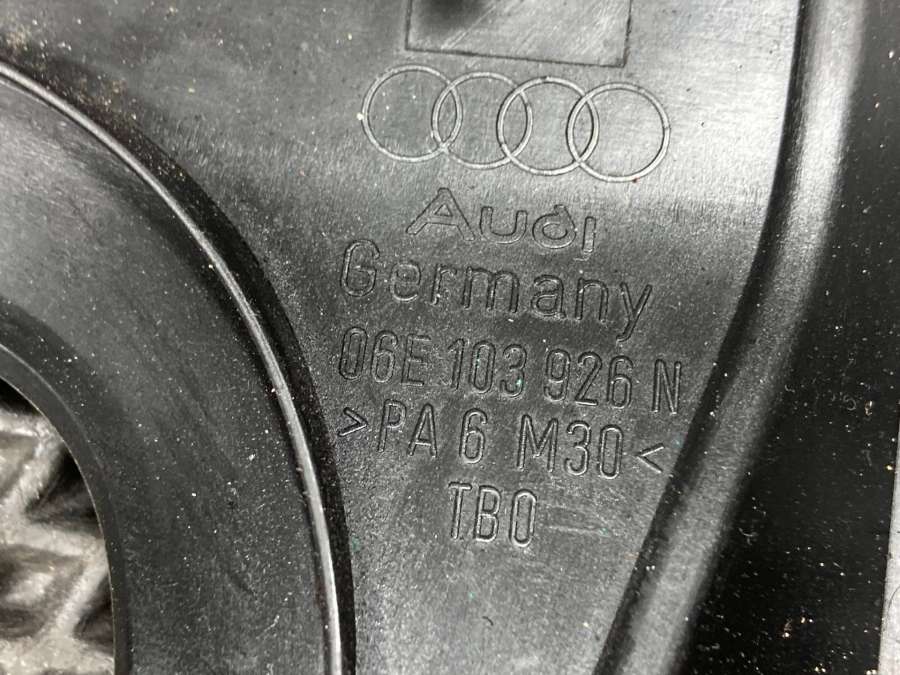 Audi
Germany
06E 103 926 N
>PA 6 M30<
TBO